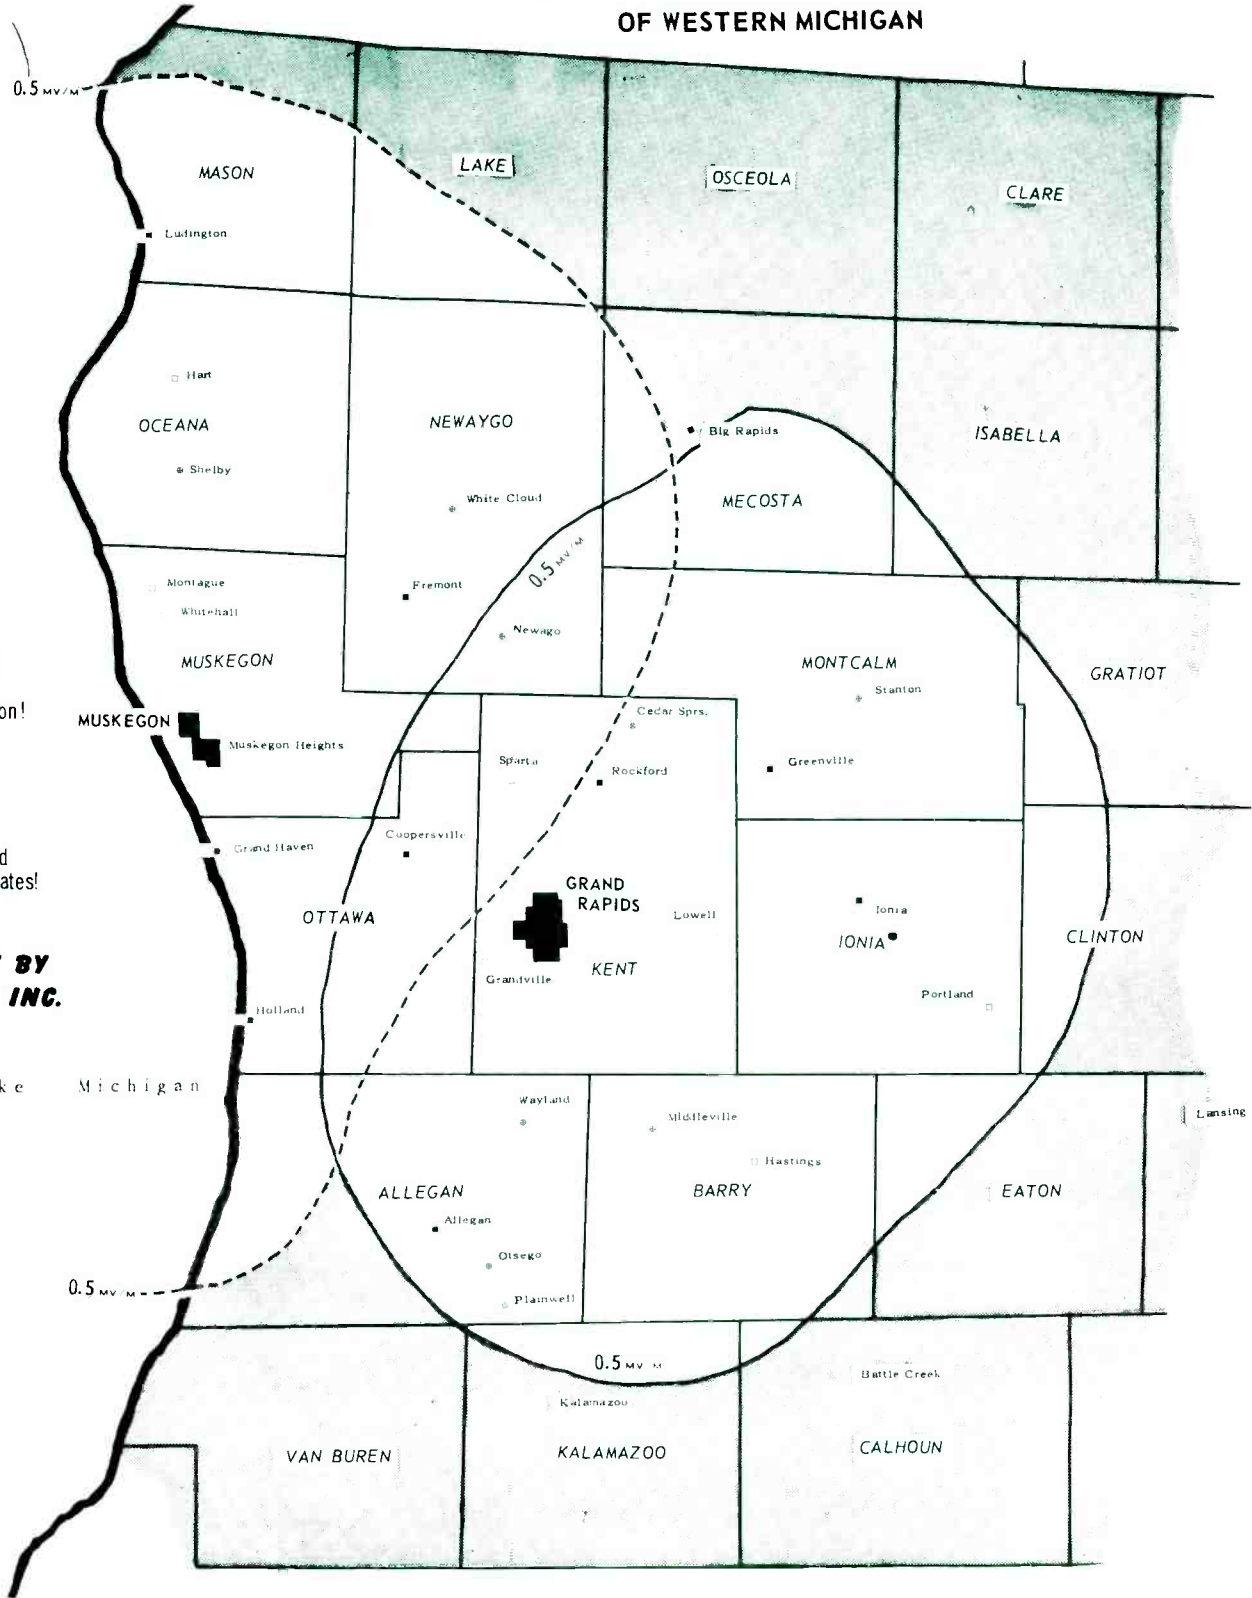 OF WESTERN MICHIGAN
0.5 MV/M
MASON
LAKE
OSCEOLA
CLARE
Ludington
Hart
OCEANA
NEWAYGO
Big Rapids
ISABELLA
Shelby
White Cloud
MECOSTA
0.5 MV/M
Montague
Fremont
Whitehall
Newago
MUSKEGON
MONTCALM
GRATIOT
Stanton
on!
MUSKEGON
Cedar Sprs.
Muskegon Heights
Sparta
Rockford
Greenville
Coopersville
Grand Haven
d
ates!
GRAND
RAPIDS
OTTAWA
Lowell
Ionia
IONIA
CLINTON
BY
INC.
Grandville
KENT
Portland
Holland
ke Michigan
Wayland
Middleville
Lansing
Hastings
ALLEGAN
BARRY
EATON
Allegan
Otsego
0.5 MV/M
Plainwell
0.5 MV M
Battle Creek
Kalamazoo
VAN BUREN
KALAMAZOO
CALHOUN